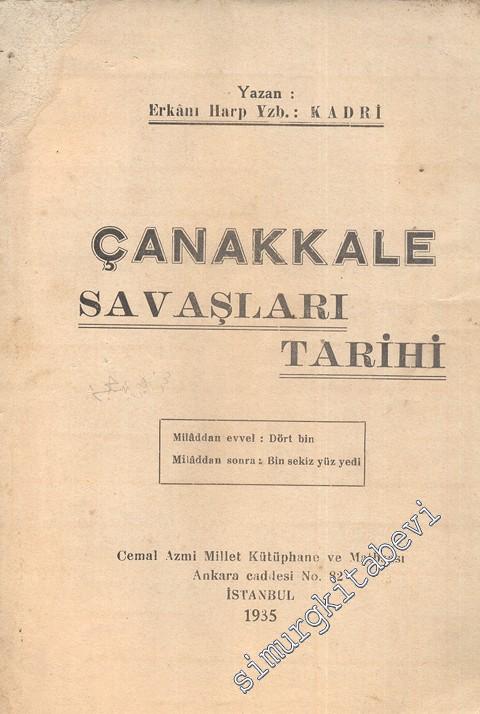 Yazan :
Erkânı Harp Yzb.: KADRİ
ÇANAKKALE
SAVAŞLARI
TARİHİ
Milâddan evvel : Dört bin
Milâddan sonra : Bin sekiz yüz yedi
Cemal Azmi Millet Kütüphane ve
Ankara caddesi No. 82
İSTANBUL
1935
simurgkitabevi